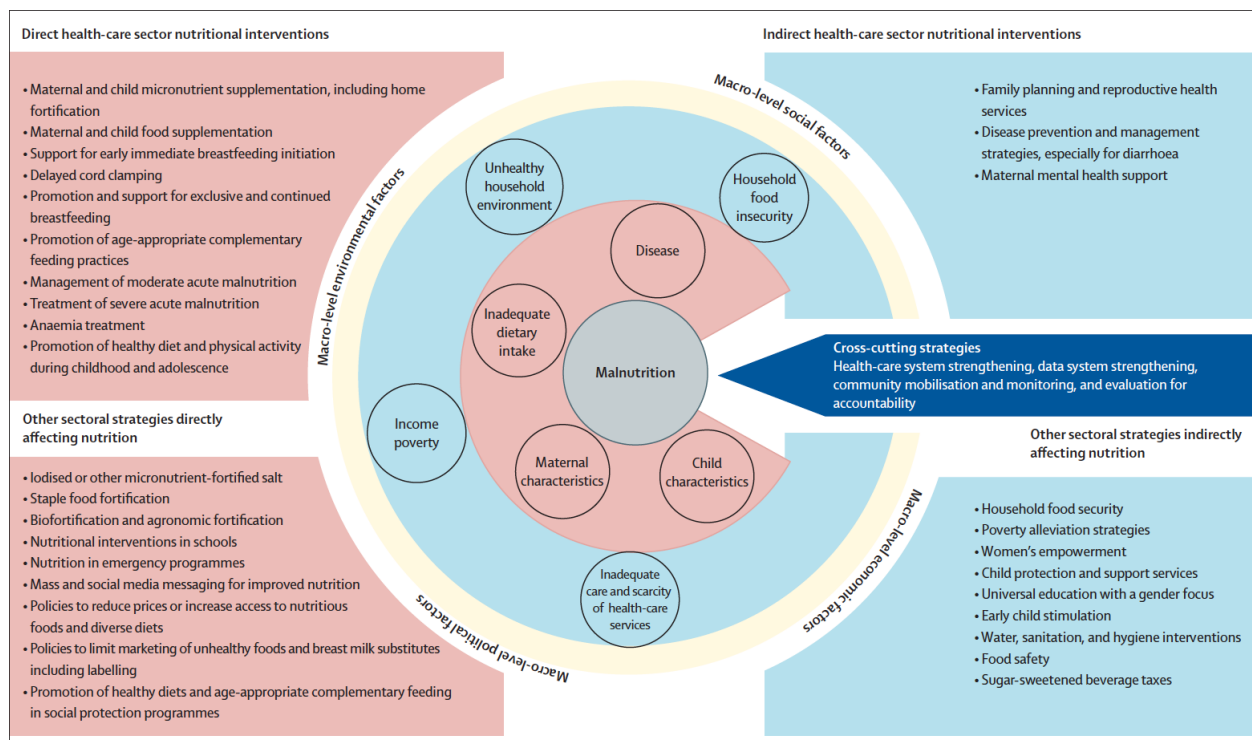 Direct health-care sector nutritional interventions
• Maternal and child micronutrient supplementation, including home
fortification
• Maternal and child food supplementation
• Support for early immediate breastfeeding initiation
• Delayed cord clamping
• Promotion and support for exclusive and continued
breastfeeding
• Promotion of age-appropriate complementary
feeding practices
• Management of moderate acute malnutrition
• Treatment of severe acute malnutrition
• Anaemia treatment
• Promotion of healthy diet and physical activity
during childhood and adolescence
Other sectoral strategies directly
affecting nutrition
• Iodised or other micronutrient-fortified salt
• Staple food fortification
• Biofortification and agronomic fortification
• Nutritional interventions in schools
• Nutrition in emergency programmes
• Mass and social media messaging for improved nutrition
• Policies to reduce prices or increase access to nutritious
foods and diverse diets
• Policies to limit marketing of unhealthy foods and breast milk substitutes
including labelling
• Promotion of healthy diets and age-appropriate complementary feeding
in social protection programmes
Macro-level environmental factors
Macro-level social factors
Macro-level political factors
Macro-level economic factors
Unhealthy
household
environment
Household
food
insecurity
Disease
Inadequate
dietary
intake
Malnutrition
Income
poverty
Maternal
characteristics
Child
characteristics
Inadequate
care and scarcity
of health-care
services
Indirect health-care sector nutritional interventions
• Family planning and reproductive health
services
• Disease prevention and management
strategies, especially for diarrhoea
• Maternal mental health support
Cross-cutting strategies
Health-care system strengthening, data system strengthening,
community mobilisation and monitoring, and evaluation for
accountability
Other sectoral strategies indirectly
affecting nutrition
• Household food security
• Poverty alleviation strategies
• Women's empowerment
• Child protection and support services
• Universal education with a gender focus
• Early child stimulation
• Water, sanitation, and hygiene interventions
• Food safety
• Sugar-sweetened beverage taxes